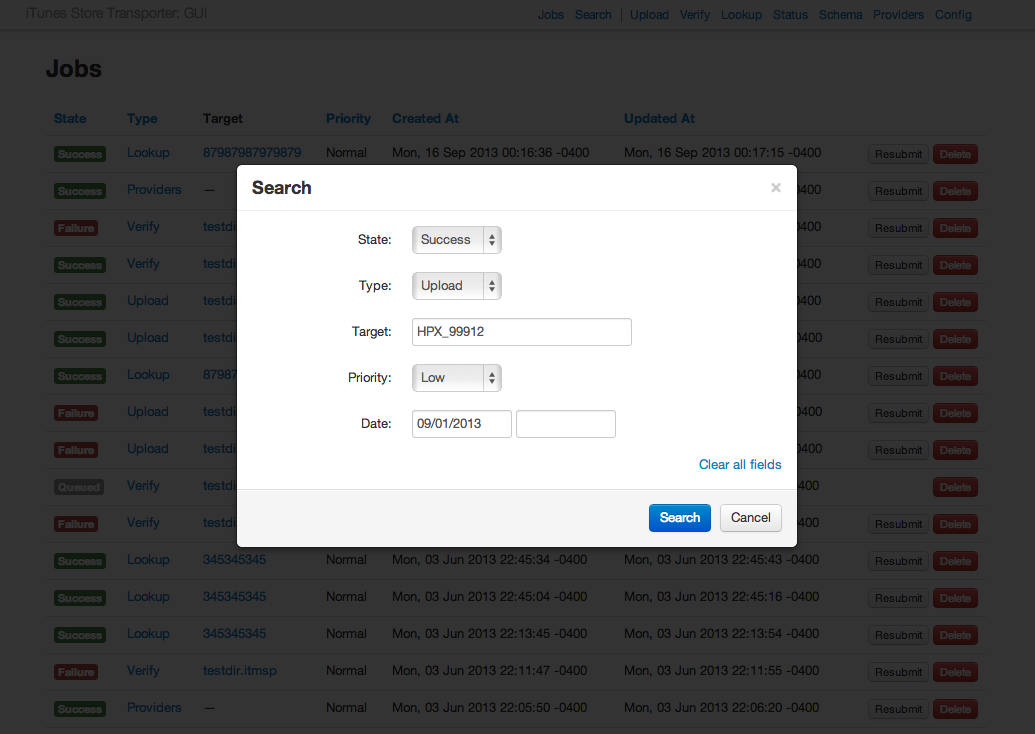 iTunes Store Transporter: GUI
Jobs Search Upload Verify Lookup Status Schema Providers Config
Jobs
State Type Target Priority Created At Updated At
Success Lookup 87987987979879 Normal Mon, 16 Sep 2013 00:16:36 -0400 Mon, 16 Sep 2013 00:17:15 -0400 Resubmit Delete
Success Providers — 0400 Resubmit Delete
Failure Verify testdi 0400 Resubmit Delete
Success Verify testdi 0400 Resubmit Delete
Success Upload testdi 0400 Resubmit Delete
Success Upload testdi 0400 Resubmit Delete
Success Lookup 8798 0400 Resubmit Delete
Failure Upload testdi 0400 Resubmit Delete
Failure Upload testdi 0400 Resubmit Delete
Queued Verify testdi 0400 Delete
Failure Verify testdi 0400 Resubmit Delete
Search ×
State: Success
Type: Upload
Target: HPX_99912
Priority: Low
Date: 09/01/2013
Clear all fields
Search Cancel
Success Lookup 345345345 Normal Mon, 03 Jun 2013 22:45:34 -0400 Mon, 03 Jun 2013 22:45:43 -0400 Resubmit Delete
Success Lookup 345345345 Normal Mon, 03 Jun 2013 22:45:04 -0400 Mon, 03 Jun 2013 22:45:16 -0400 Resubmit Delete
Success Lookup 345345345 Normal Mon, 03 Jun 2013 22:13:45 -0400 Mon, 03 Jun 2013 22:13:54 -0400 Resubmit Delete
Failure Verify testdir.itmsp Normal Mon, 03 Jun 2013 22:11:47 -0400 Mon, 03 Jun 2013 22:11:55 -0400 Resubmit Delete
Success Providers — Normal Mon, 03 Jun 2013 22:05:50 -0400 Mon, 03 Jun 2013 22:06:20 -0400 Resubmit Delete